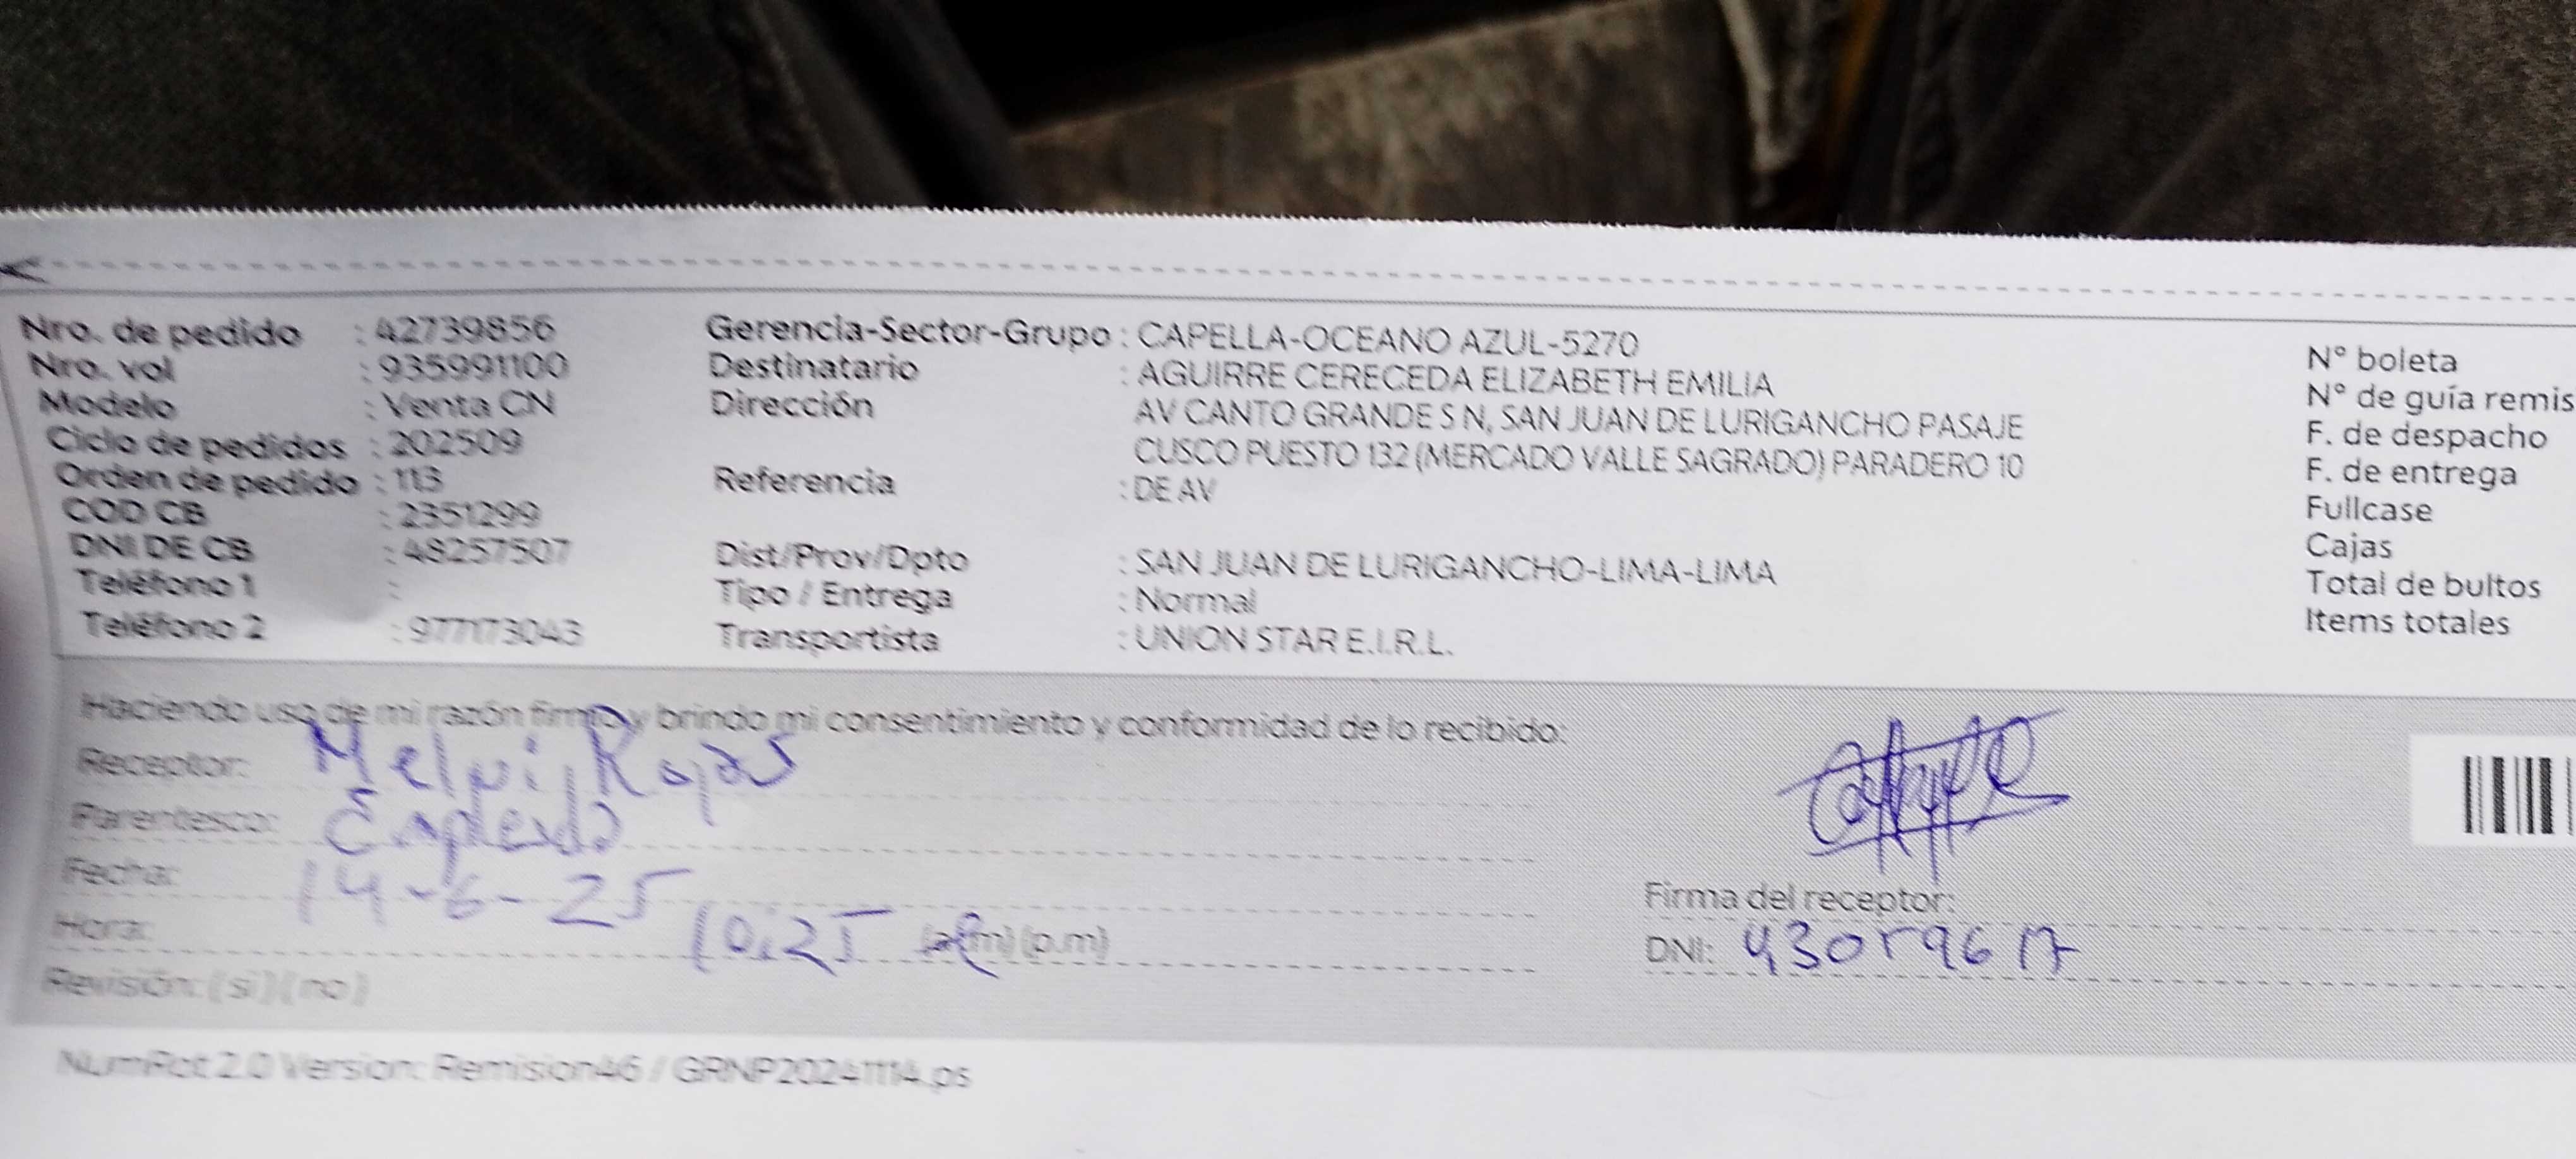 Nro. de pedido : 42739856
Nro. vol : 935991100
Modelo : Venta CN
Ciclo de pedidos : 202509
Orden de pedido : 113
COD CB : 2351299
DNI DE CB : 48257507
Teléfono 1 :
Teléfono 2 : 977173043
Gerencia-Sector-Grupo : CAPELLA-OCEANO AZUL-5270
Destinatario : AGUIRRE CERECEDA ELIZABETH EMILIA
Dirección AV CANTO GRANDE S N, SAN JUAN DE LURIGANCHO PASAJE
CUSCO PUESTO 132 (MERCADO VALLE SAGRADO) PARADERO 10
Referencia : DE AV
Dist/Prov/Dpto : SAN JUAN DE LURIGANCHO-LIMA-LIMA
Tipo / Entrega : Normal
Transportista : UNION STAR E.I.R.L.
N° boleta
N° de guía remis
F. de despacho
F. de entrega
Fullcase
Cajas
Total de bultos
Items totales
Haciendo uso de mi razón firmo y brindo mi consentimiento y conformidad de lo recibido:
Receptor: Rojas
Parentesco:
Fecha: 14-6-25
Hora: 10:25 (a.m) (p.m)
Revisión: ( si ) ( no )
Firma del receptor:
DNI: 43059617
NumRot 2.0 Version: Remision46 / GRNP20241114.ps